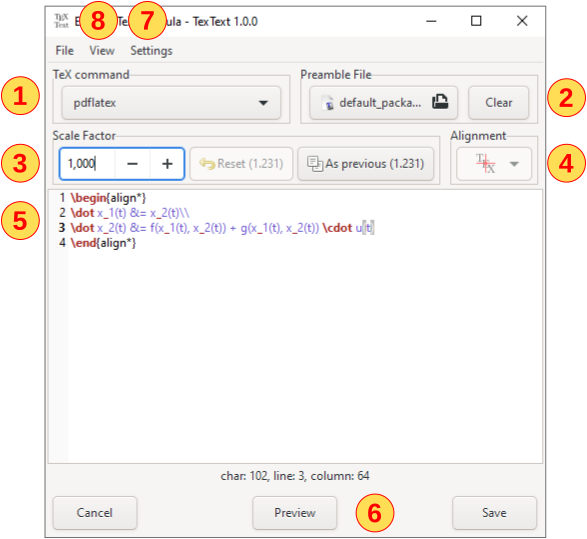 8 7
TeX Text E Te ula - TexText 1.0.0
File View Settings
TeX command Preamble File
1 pdflatex default_packa... Clear 2
Scale Factor Alignment
3 1,000 − + Reset (1.231) As previous (1.231) TEX 4
5
1 \begin{align*}
2 \dot x_1(t) &= x_2(t)\\
3 \dot x_2(t) &= f(x_1(t), x_2(t)) + g(x_1(t), x_2(t)) \cdot u(t)
4 \end{align*}
char: 102, line: 3, column: 64
Cancel Preview 6 Save